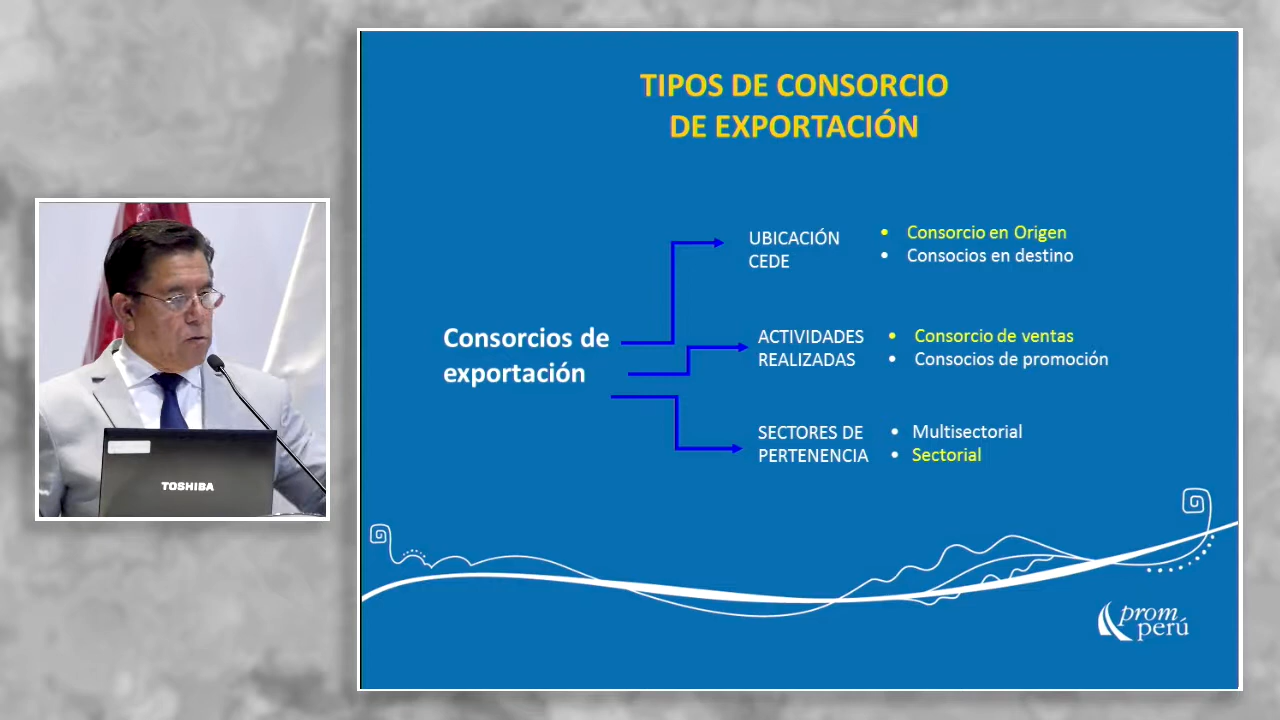 TIPOS DE CONSORCIO
DE EXPORTACIÓN
Consorcios de
exportación
UBICACIÓN
CEDE
• Consorcio en Origen
• Consocios en destino
ACTIVIDADES
REALIZADAS
• Consorcio de ventas
• Consocios de promoción
SECTORES DE
PERTENENCIA
• Multisectorial
• Sectorial
prom
perú
TOSHIBA